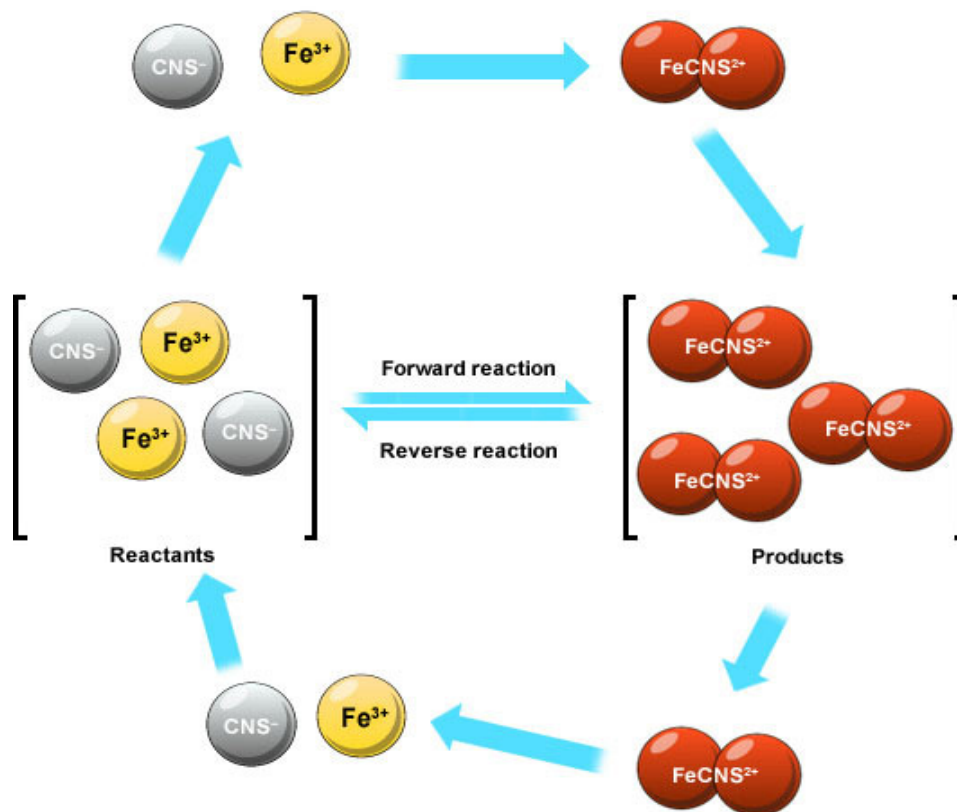 CNS⁻
Fe³⁺
FeCNS²⁺
CNS⁻
Fe³⁺
Fe³⁺
CNS⁻
Forward reaction
Reverse reaction
FeCNS²⁺
FeCNS²⁺
FeCNS²⁺
Reactants
Products
CNS⁻
Fe³⁺
FeCNS²⁺